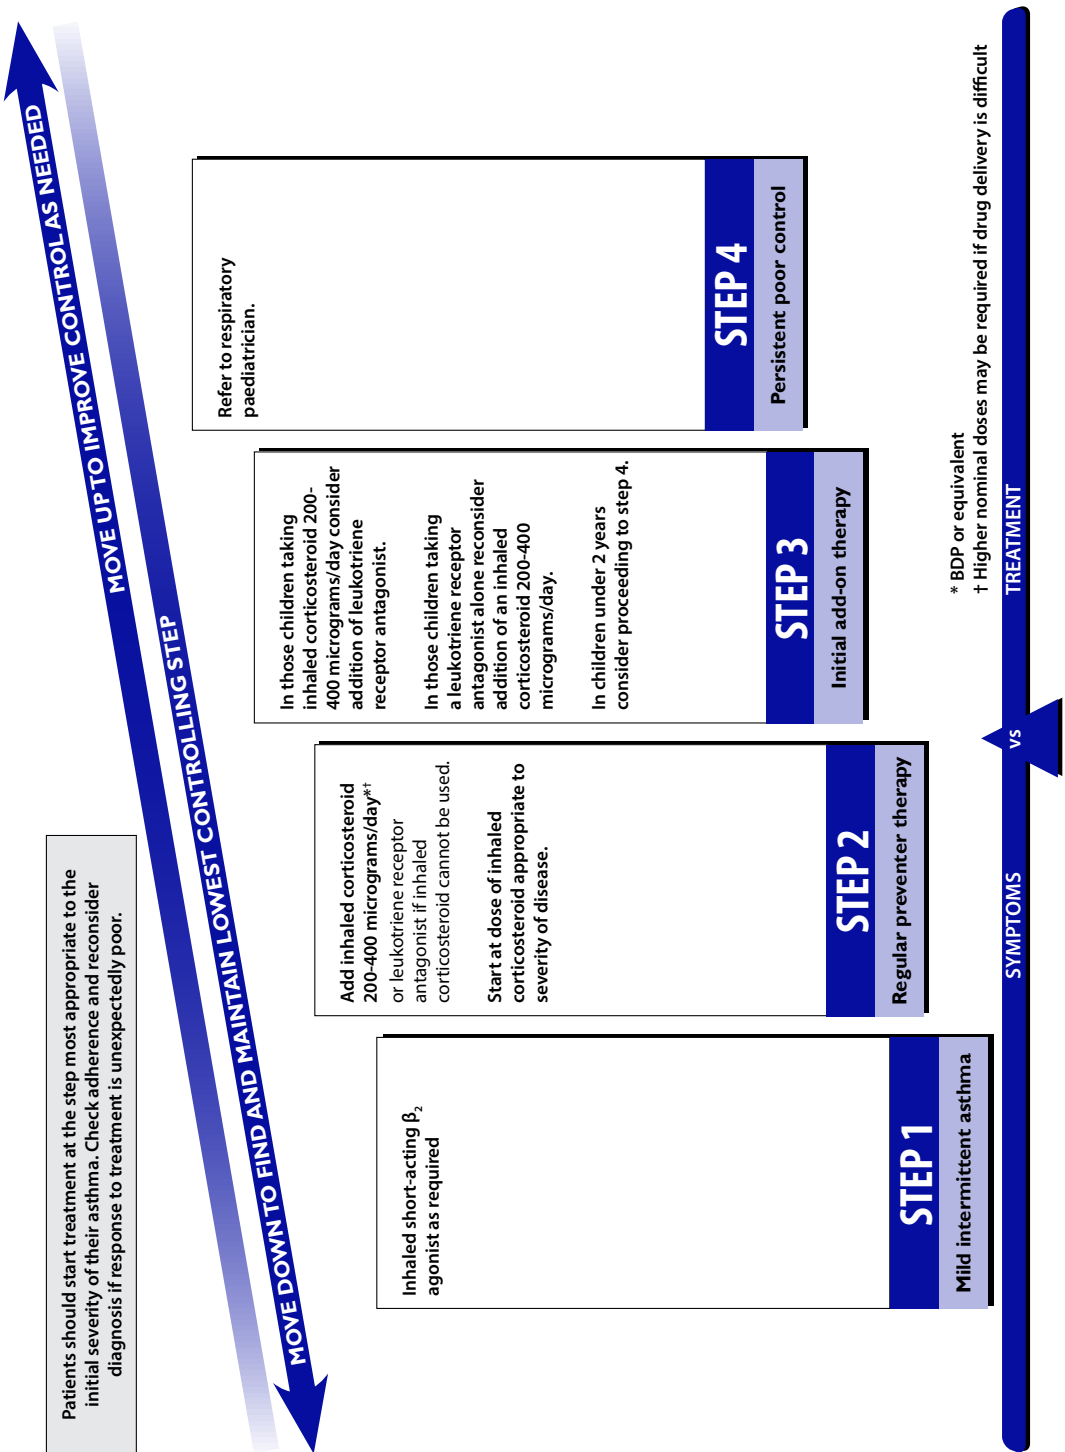 Patients should start treatment at the step most appropriate to the
initial severity of their asthma. Check adherence and reconsider
diagnosis if response to treatment is unexpectedly poor.
MOVE UP TO IMPROVE CONTROL AS NEEDED
MOVE DOWN TO FIND AND MAINTAIN LOWEST CONTROLLING STEP
Inhaled short-acting β₂
agonist as required
STEP 1
Mild intermittent asthma
Add inhaled corticosteroid
200-400 micrograms/day*†
or leukotriene receptor
antagonist if inhaled
corticosteroid cannot be used.
Start at dose of inhaled
corticosteroid appropriate to
severity of disease.
STEP 2
Regular preventer therapy
In those children taking
inhaled corticosteroid 200-
400 micrograms/day consider
addition of leukotriene
receptor antagonist.
In those children taking
a leukotriene receptor
antagonist alone reconsider
addition of an inhaled
corticosteroid 200-400
micrograms/day.
In children under 2 years
consider proceeding to step 4.
STEP 3
Initial add-on therapy
Refer to respiratory
paediatrician.
STEP 4
Persistent poor control
* BDP or equivalent
† Higher nominal doses may be required if drug delivery is difficult
SYMPTOMS vs TREATMENT